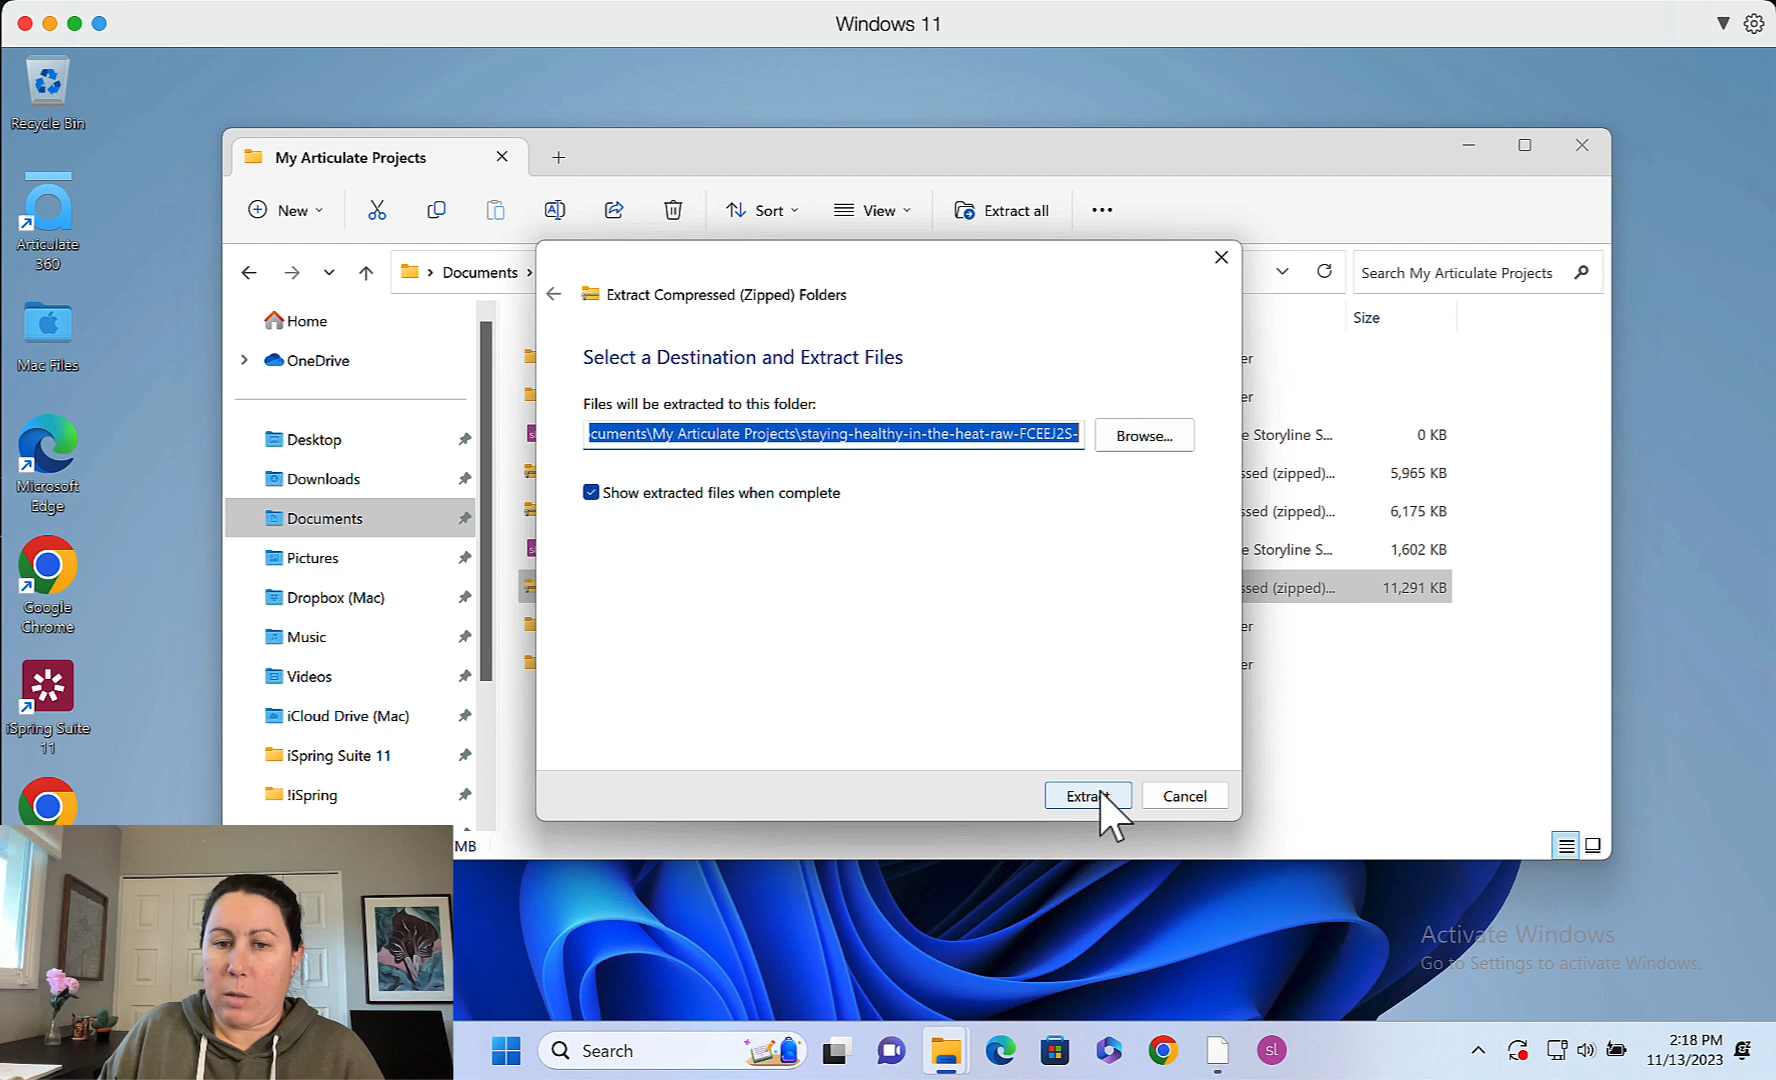 Windows 11
Recycle Bin
Articulate
360
Mac Files
Microsoft
Edge
Google
Chrome
iSpring Suite
11
My Articulate Projects
New
Sort
View
Extract all
Documents
Search My Articulate Projects
Home
OneDrive
Desktop
Downloads
Documents
Pictures
Dropbox (Mac)
Music
Videos
iCloud Drive (Mac)
iSpring Suite 11
!iSpring
MB
Extract Compressed (Zipped) Folders
Select a Destination and Extract Files
Files will be extracted to this folder:
cuments\My Articulate Projects\staying-healthy-in-the-heat-raw-FCEEJ2S-
Browse...
Show extracted files when complete
Extract
Cancel
Size
er
er
e Storyline S... 0 KB
ssed (zipped)... 5,965 KB
ssed (zipped)... 6,175 KB
e Storyline S... 1,602 KB
ssed (zipped)... 11,291 KB
er
er
Activate Windows
Go to Settings to activate Windows.
Search
sl
2:18 PM
11/13/2023